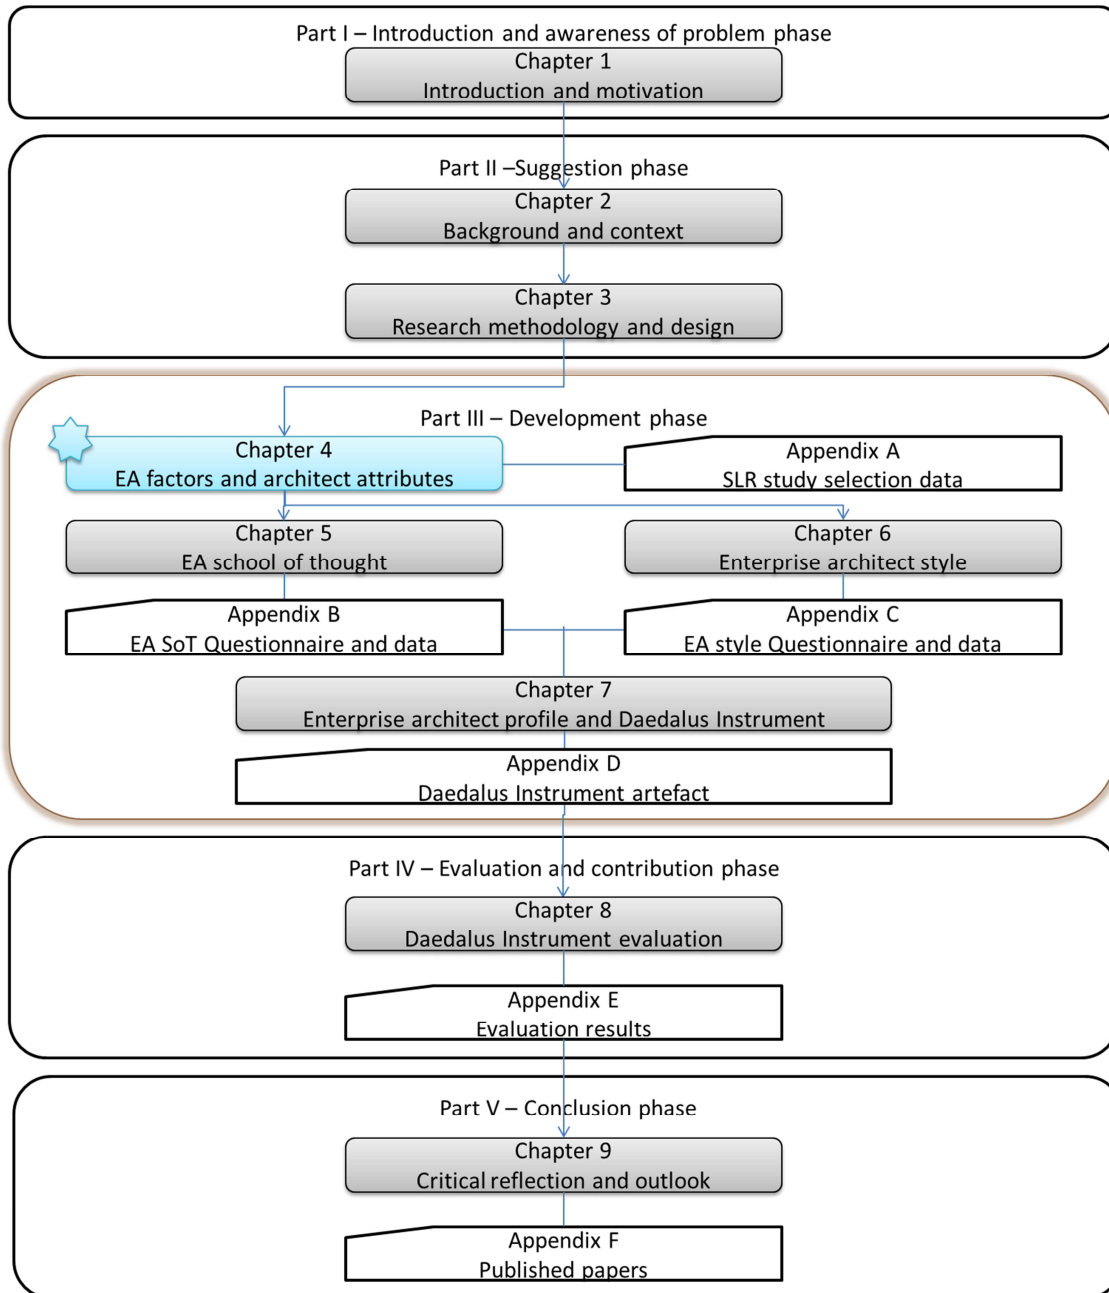 Part I – Introduction and awareness of problem phase
Chapter 1
Introduction and motivation
Part II –Suggestion phase
Chapter 2
Background and context
Chapter 3
Research methodology and design
Part III – Development phase
Chapter 4
EA factors and architect attributes
Appendix A
SLR study selection data
Chapter 5
EA school of thought
Chapter 6
Enterprise architect style
Appendix B
EA SoT Questionnaire and data
Appendix C
EA style Questionnaire and data
Chapter 7
Enterprise architect profile and Daedalus Instrument
Appendix D
Daedalus Instrument artefact
Part IV – Evaluation and contribution phase
Chapter 8
Daedalus Instrument evaluation
Appendix E
Evaluation results
Part V – Conclusion phase
Chapter 9
Critical reflection and outlook
Appendix F
Published papers